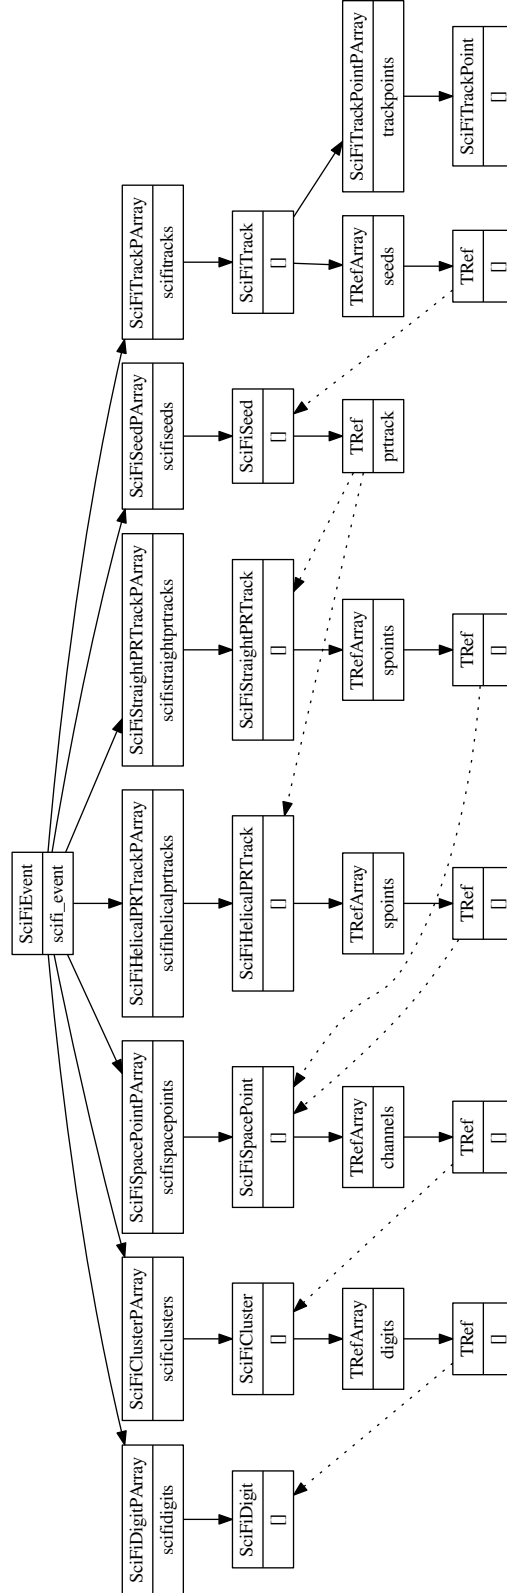 SciFiEvent
scifi_event
SciFiDigitPArray
scifidigits
SciFiClusterPArray
scificlusters
SciFiSpacePointPArray
scifispacepoints
SciFiHelicalPRTrackPArray
scifihelicalprtracks
SciFiStraightPRTrackPArray
scifistraightprtracks
SciFiSeedPArray
scifiseeds
SciFiTrackPArray
scifitracks
SciFiDigit
[]
SciFiCluster
[]
SciFiSpacePoint
[]
SciFiHelicalPRTrack
[]
SciFiStraightPRTrack
[]
SciFiSeed
[]
SciFiTrack
[]
TRefArray
digits
TRefArray
channels
TRefArray
spoints
TRefArray
spoints
TRef
prtrack
TRefArray
seeds
SciFiTrackPointPArray
trackpoints
TRef
[]
TRef
[]
TRef
[]
TRef
[]
TRef
[]
SciFiTrackPoint
[]